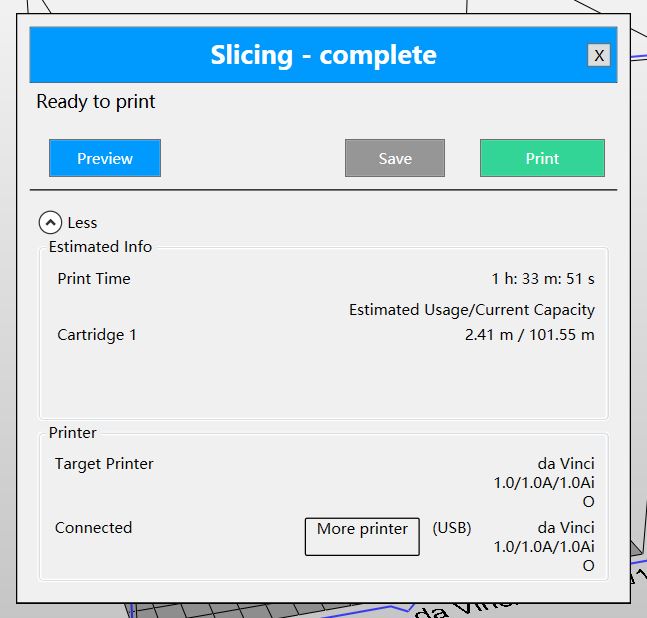 Slicing - complete
X
Ready to print
Preview
Save
Print
Less
Estimated Info
Print Time
1 h: 33 m: 51 s
Estimated Usage/Current Capacity
Cartridge 1
2.41 m / 101.55 m
Printer
Target Printer
da Vinci
1.0/1.0A/1.0Ai
O
Connected
More printer
(USB)
da Vinci
1.0/1.0A/1.0Ai
O
da Vinci